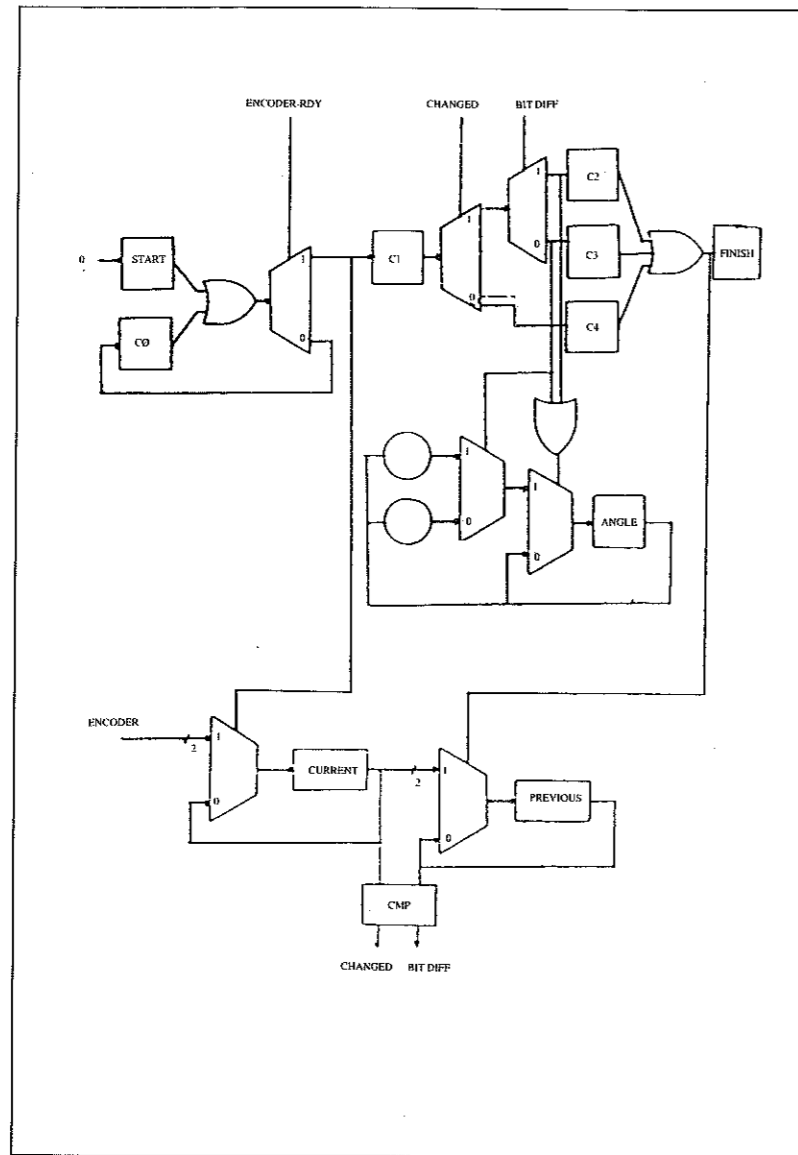 ENCODER-RDY
CHANGED
BIT DIFF
1
C2
1
0
START
1
C1
0
C3
FINISH
0
C4
CØ
0
1
1
0
ANGLE
0
ENCODER
2
1
CURRENT
2
1
PREVIOUS
0
0
CMP
CHANGED
BIT DIFF